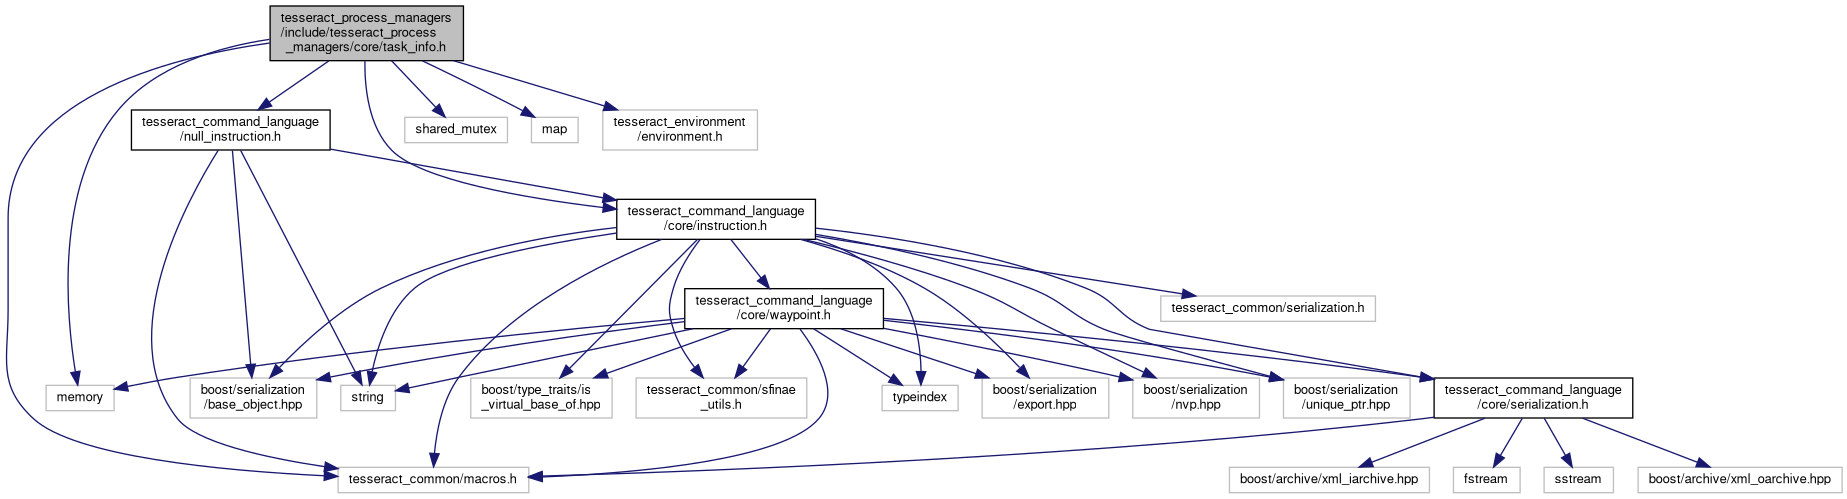 tesseract_process_managers
/include/tesseract_process
_managers/core/task_info.h
tesseract_command_language
/null_instruction.h
shared_mutex
map
tesseract_environment
/environment.h
tesseract_command_language
/core/instruction.h
tesseract_command_language
/core/waypoint.h
tesseract_common/serialization.h
memory
boost/serialization
/base_object.hpp
string
boost/type_traits/is
_virtual_base_of.hpp
tesseract_common/sfinae
_utils.h
typeindex
boost/serialization
/export.hpp
boost/serialization
/nvp.hpp
boost/serialization
/unique_ptr.hpp
tesseract_command_language
/core/serialization.h
tesseract_common/macros.h
boost/archive/xml_iarchive.hpp
fstream
sstream
boost/archive/xml_oarchive.hpp